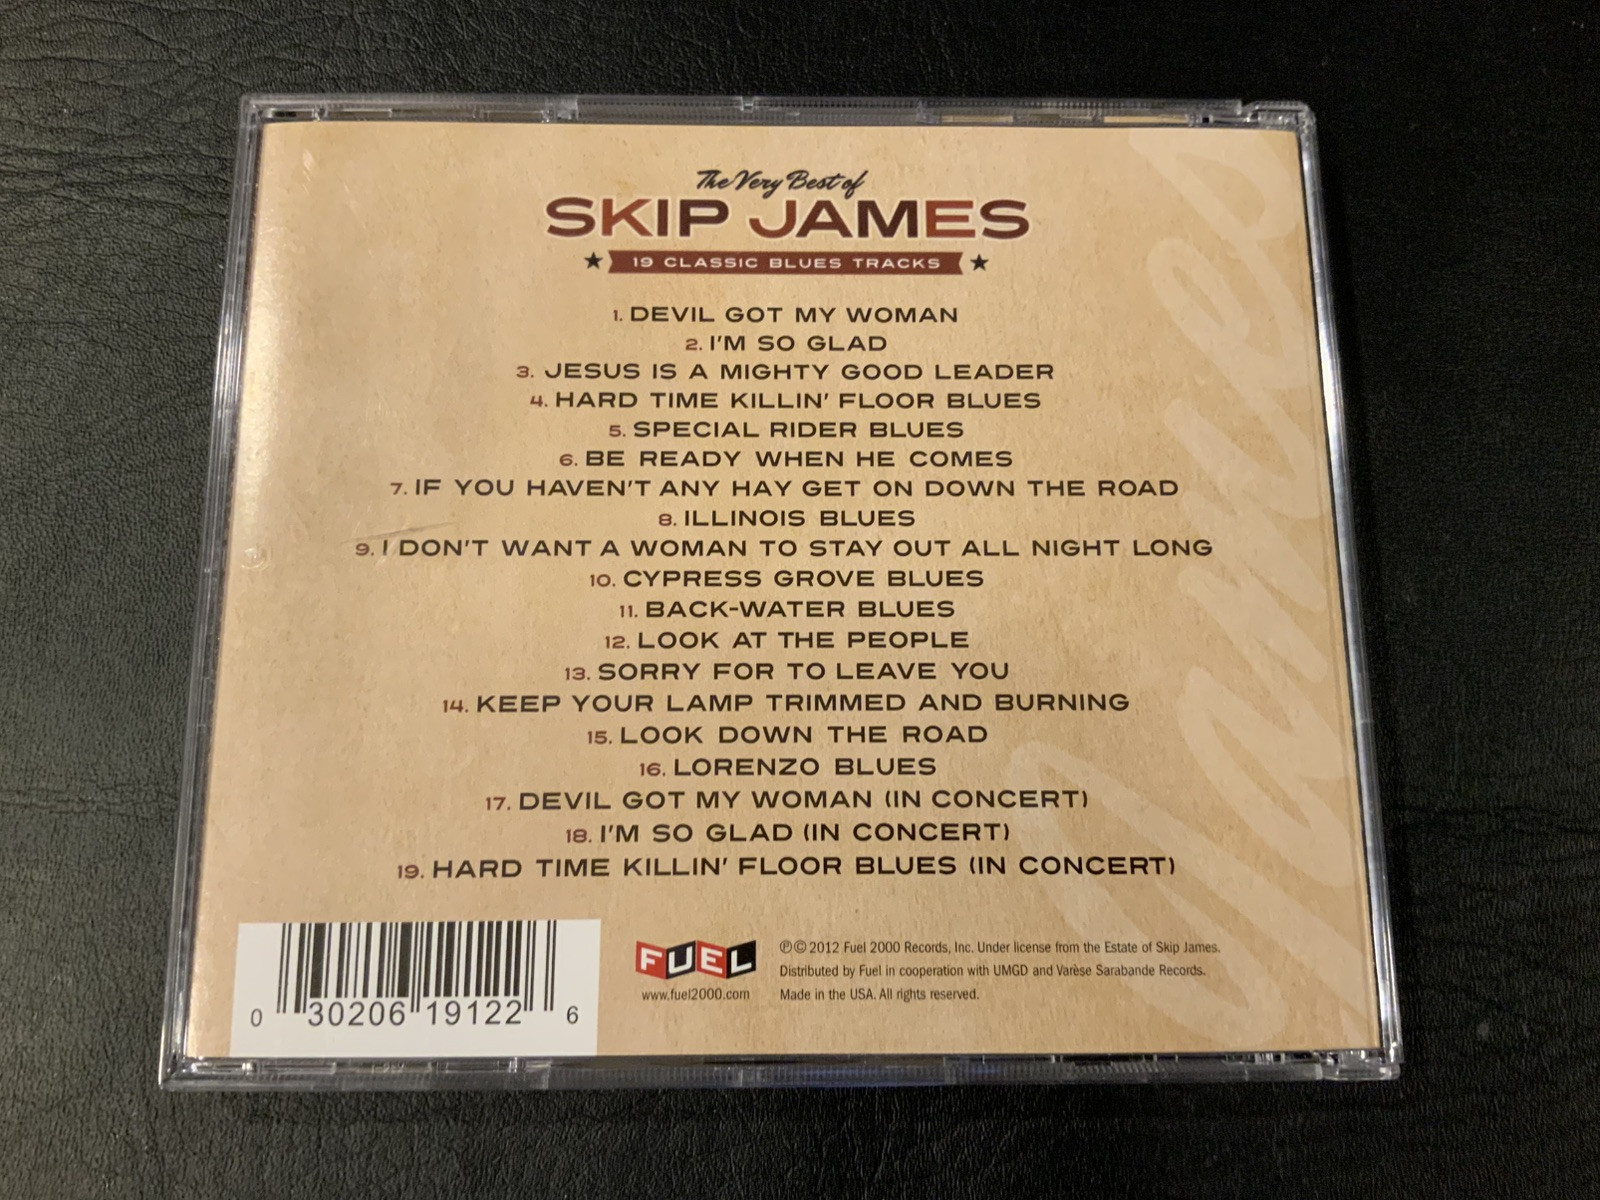 The Very Best of
SKIP JAMES
★ 19 CLASSIC BLUES TRACKS ★
1. DEVIL GOT MY WOMAN
2. I'M SO GLAD
3. JESUS IS A MIGHTY GOOD LEADER
4. HARD TIME KILLIN' FLOOR BLUES
5. SPECIAL RIDER BLUES
6. BE READY WHEN HE COMES
7. IF YOU HAVEN'T ANY HAY GET ON DOWN THE ROAD
8. ILLINOIS BLUES
9. I DON'T WANT A WOMAN TO STAY OUT ALL NIGHT LONG
10. CYPRESS GROVE BLUES
11. BACK-WATER BLUES
12. LOOK AT THE PEOPLE
13. SORRY FOR TO LEAVE YOU
14. KEEP YOUR LAMP TRIMMED AND BURNING
15. LOOK DOWN THE ROAD
16. LORENZO BLUES
17. DEVIL GOT MY WOMAN (IN CONCERT)
18. I'M SO GLAD (IN CONCERT)
19. HARD TIME KILLIN' FLOOR BLUES (IN CONCERT)
James
0 30206 19122 6
FUEL
www.fuel2000.com
℗© 2012 Fuel 2000 Records, Inc. Under license from the Estate of Skip James.
Distributed by Fuel in cooperation with UMGD and Varèse Sarabande Records.
Made in the USA. All rights reserved.